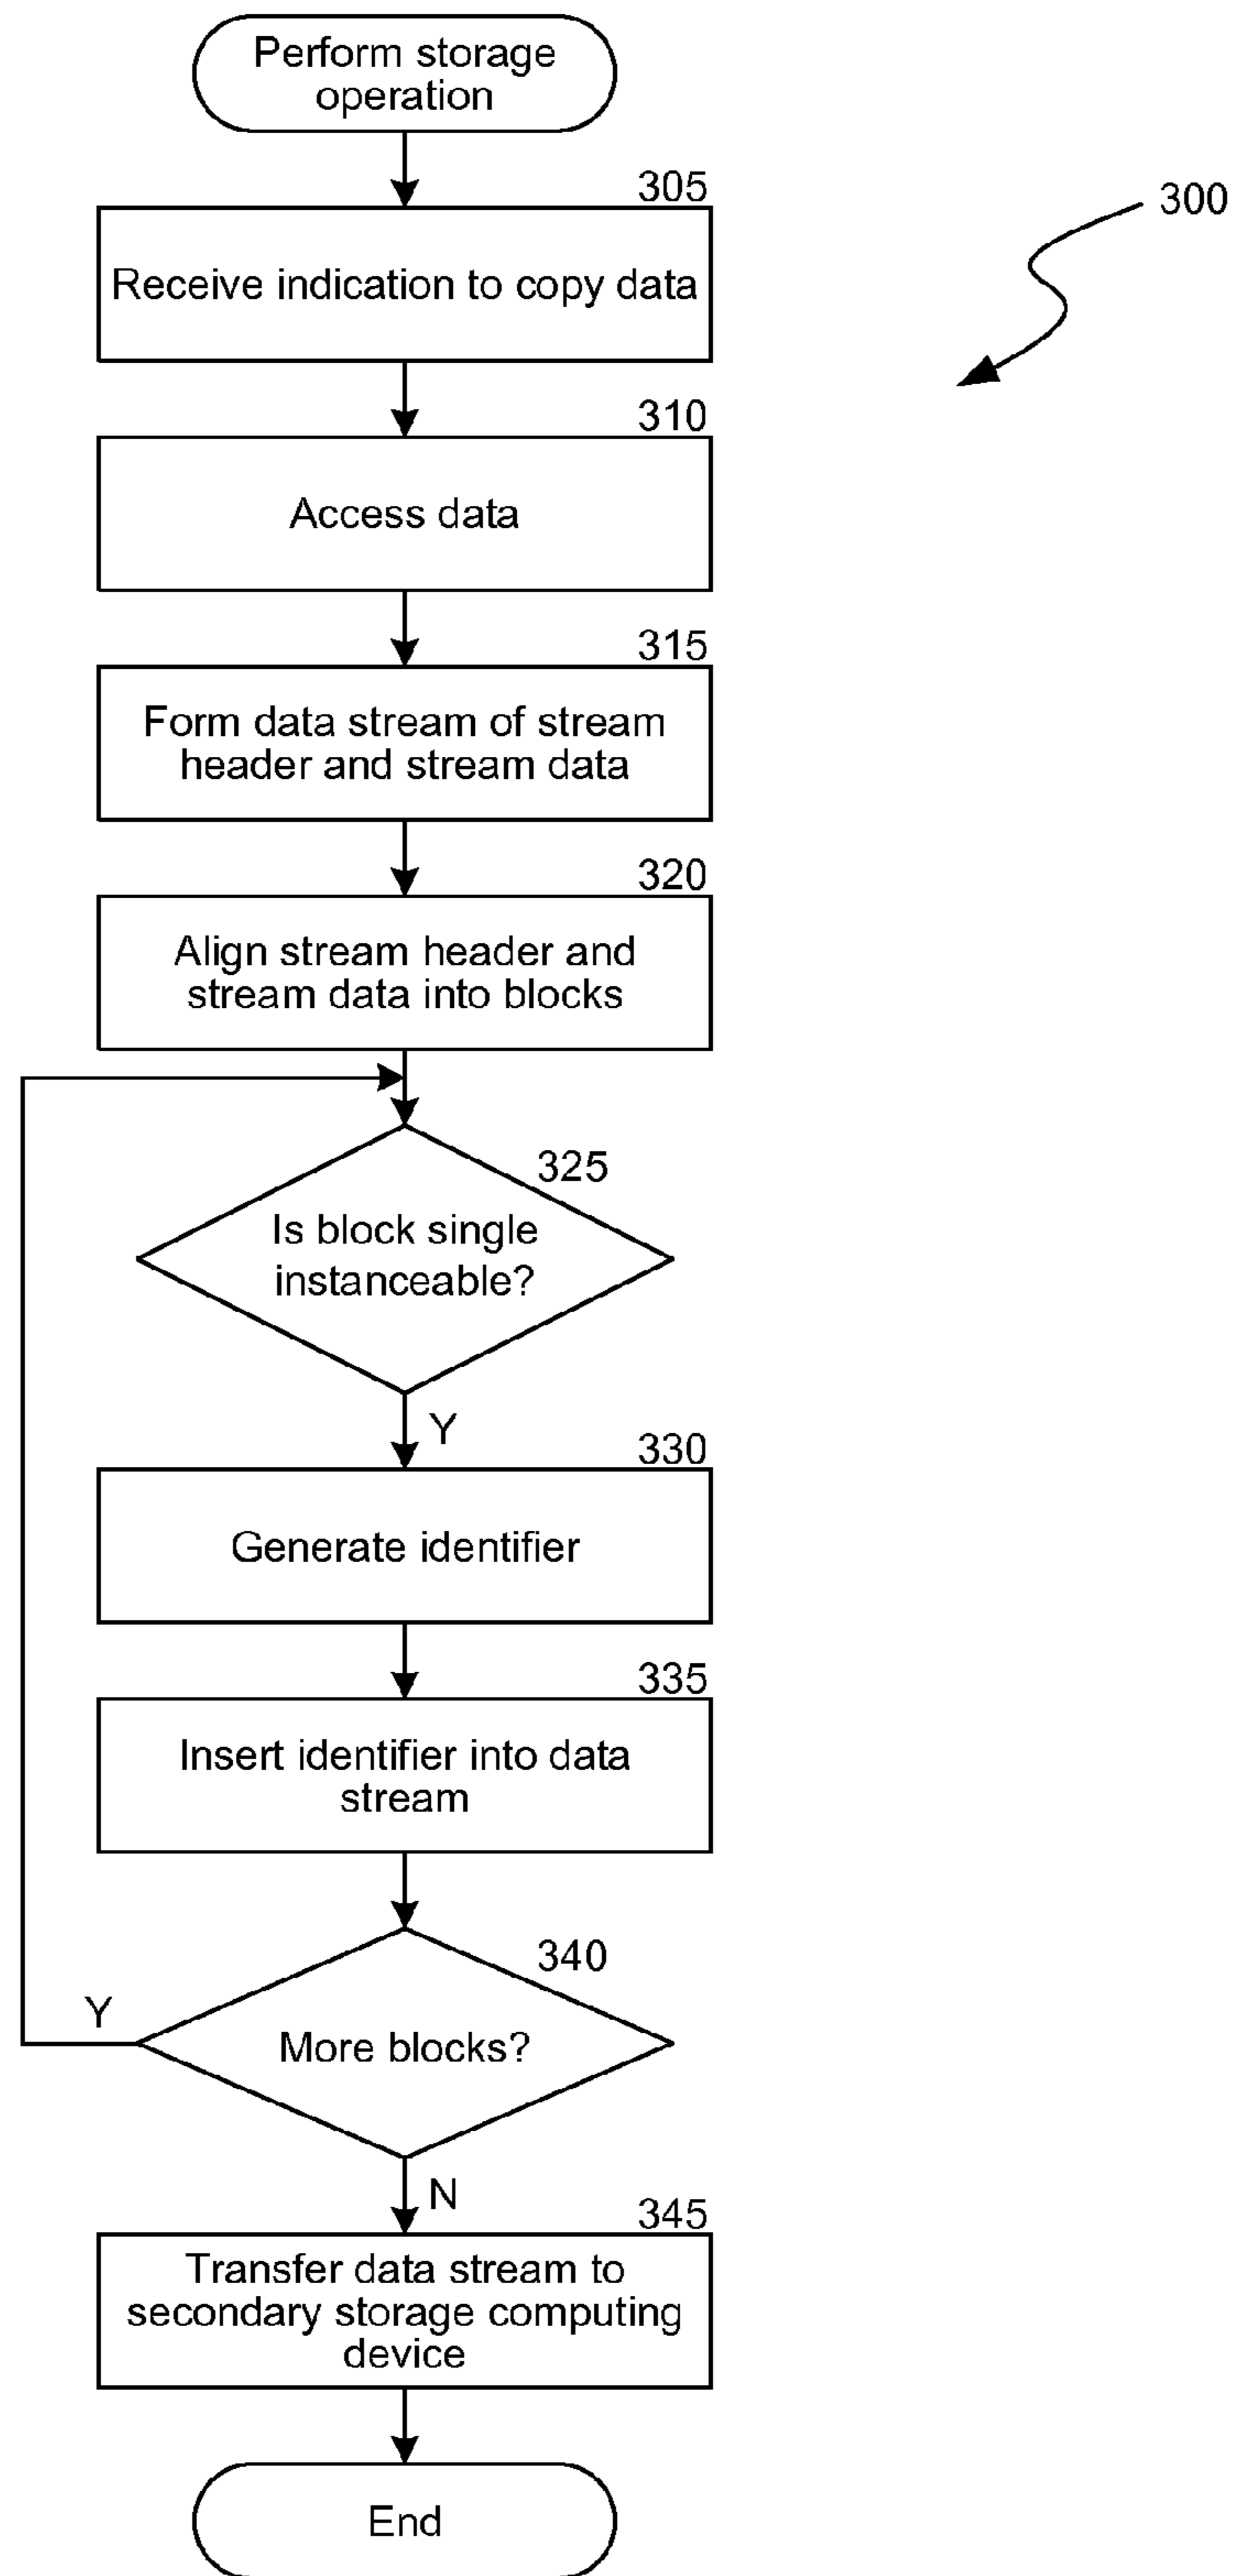 Perform storage
operation
305
300
Receive indication to copy data
310
Access data
315
Form data stream of stream
header and stream data
320
Align stream header and
stream data into blocks
325
Is block single
instanceable?
Y
330
Generate identifier
335
Insert identifier into data
stream
340
Y
More blocks?
N
345
Transfer data stream to
secondary storage computing
device
End